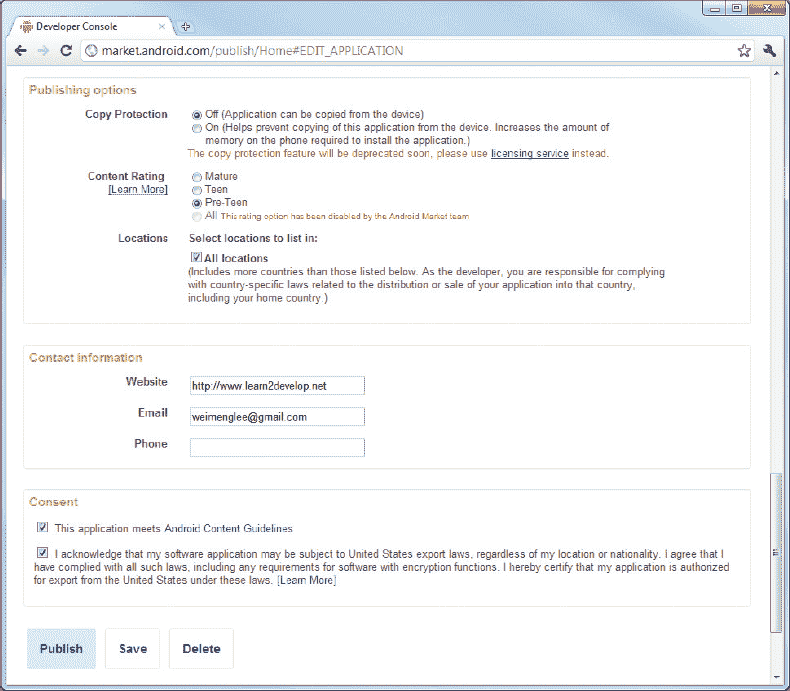 Developer Console
market.android.com/publish/Home#EDIT_APPLICATION
Publishing options
Copy Protection
Off (Application can be copied from the device)
On (Helps prevent copying of this application from the device. Increases the amount of
memory on the phone required to install the application.)
The copy protection feature will be deprecated soon, please use licensing service instead.
Content Rating
[Learn More]
Mature
Teen
Pre-Teen
All This rating option has been disabled by the Android Market team
Locations
Select locations to list in:
All locations
(Includes more countries than those listed below. As the developer, you are responsible for complying
with country-specific laws related to the distribution or sale of your application into that country,
including your home country.)
Contact information
Website
http://www.learn2develop.net
Email
weimenglee@gmail.com
Phone
Consent
This application meets Android Content Guidelines
I acknowledge that my software application may be subject to United States export laws, regardless of my location or nationality. I agree that I
have complied with all such laws, including any requirements for software with encryption functions. I hereby certify that my application is authorized
for export from the United States under these laws. [Learn More]
Publish
Save
Delete